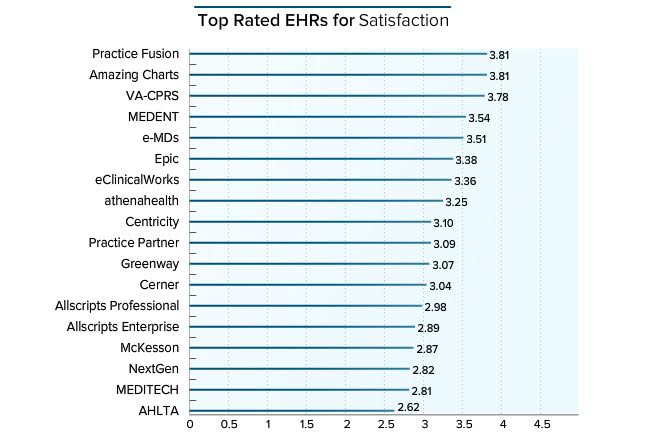 Top Rated EHRs for Satisfaction
Practice Fusion 3.81
Amazing Charts 3.81
VA-CPRS 3.78
MEDENT 3.54
e-MDs 3.51
Epic 3.38
eClinicalWorks 3.36
athenahealth 3.25
Centricity 3.10
Practice Partner 3.09
Greenway 3.07
Cerner 3.04
Allscripts Professional 2.98
Allscripts Enterprise 2.89
McKesson 2.87
NextGen 2.82
MEDITECH 2.81
AHLTA 2.62
0 0.5 1 1.5 2 2.5 3 3.5 4 4.5